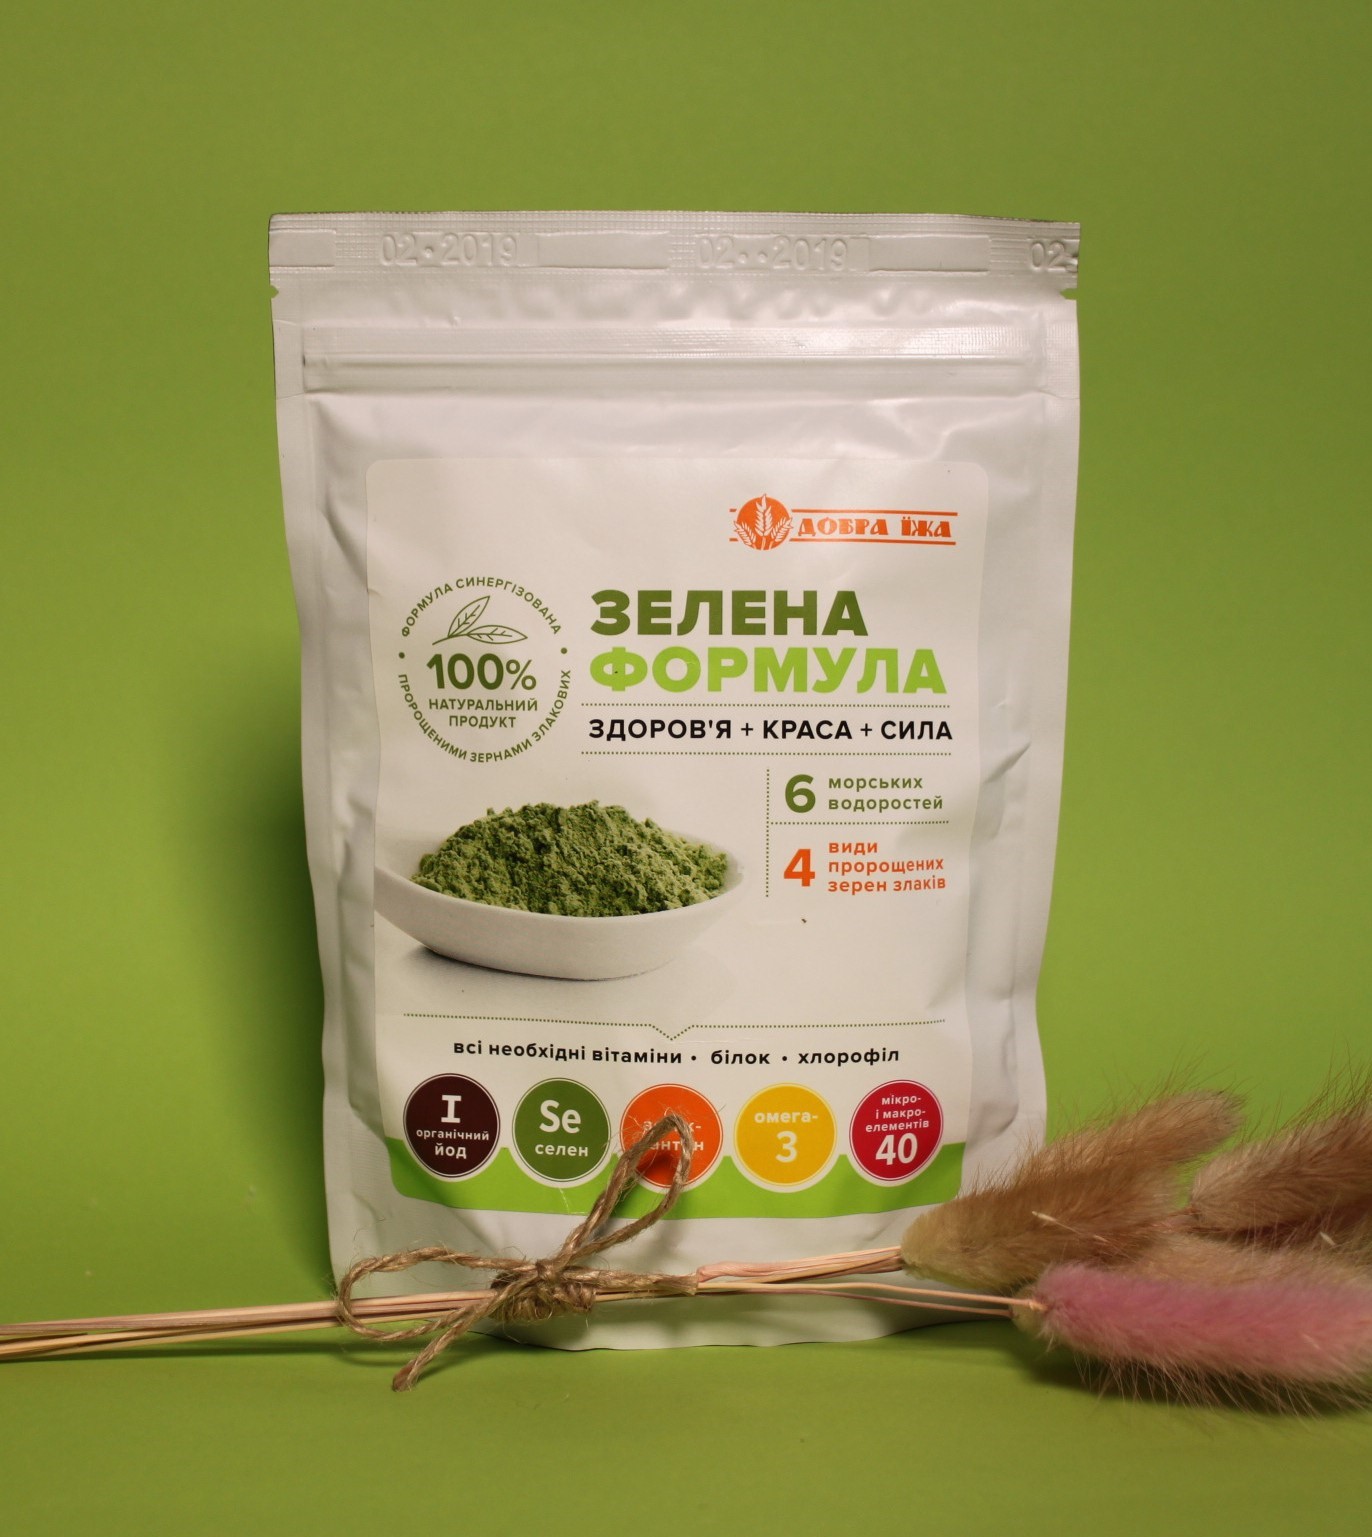 02•2019
02••2019
02•
ДОБРА ЇЖА
ФОРМУЛА СИНЕРГІЗОВАНА
100%
НАТУРАЛЬНИЙ
ПРОДУКТ
ПРОРОЩЕНИМИ ЗЕРНАМИ ЗЛАКОВИХ
ЗЕЛЕНА
ФОРМУЛА
ЗДОРОВ'Я + КРАСА + СИЛА
6 морських
водоростей
4 види
пророщених
зерен злаків
всі необхідні вітаміни • білок • хлорофіл
I
органічний
йод
Se
селен
омега-
3
мікро-
і макро-
елементів
40